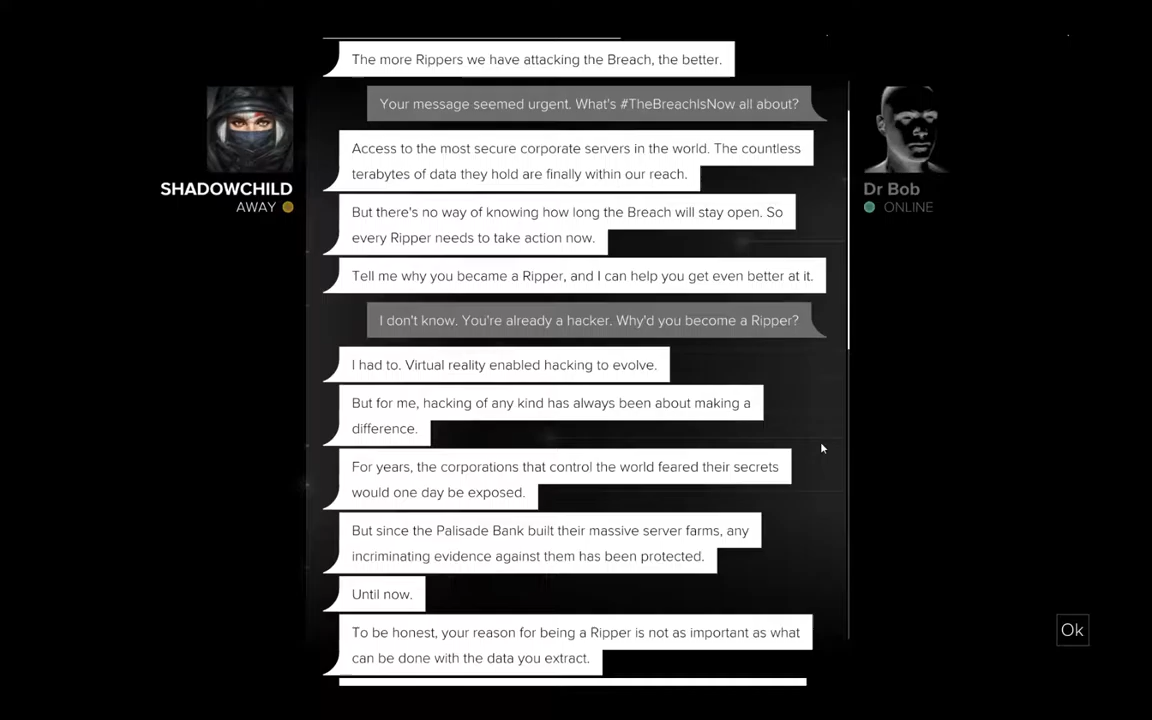 The more Rippers we have attacking the Breach, the better.
Your message seemed urgent. What's #TheBreachIsNow all about?
SHADOWCHILD
AWAY
Dr Bob
ONLINE
Access to the most secure corporate servers in the world. The countless
terabytes of data they hold are finally within our reach.
But there's no way of knowing how long the Breach will stay open. So
every Ripper needs to take action now.
Tell me why you became a Ripper, and I can help you get even better at it.
I don't know. You're already a hacker. Why'd you become a Ripper?
I had to. Virtual reality enabled hacking to evolve.
But for me, hacking of any kind has always been about making a
difference.
For years, the corporations that control the world feared their secrets
would one day be exposed.
But since the Palisade Bank built their massive server farms, any
incriminating evidence against them has been protected.
Until now.
To be honest, your reason for being a Ripper is not as important as what
can be done with the data you extract.
Ok